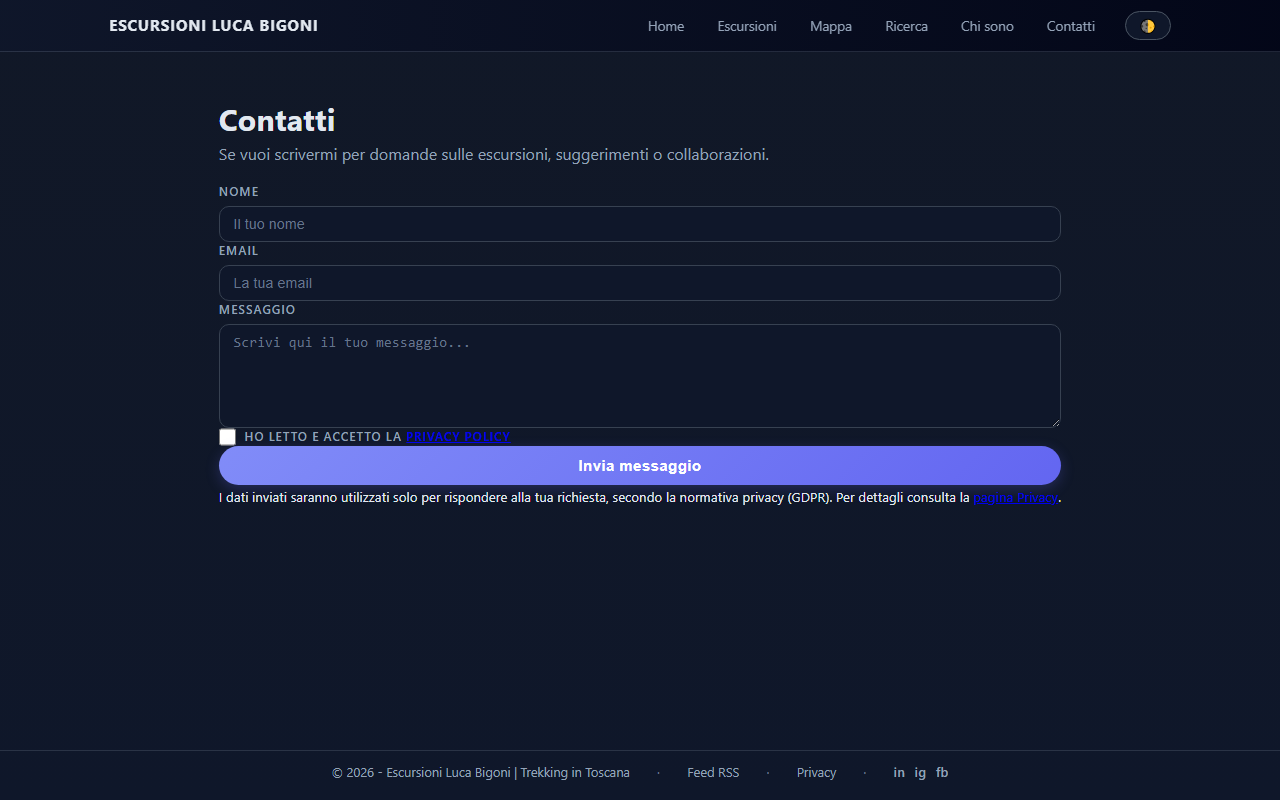 ESCURSIONI LUCA BIGONI
Home Escursioni Mappa Ricerca Chi sono Contatti
Contatti
Se vuoi scrivermi per domande sulle escursioni, suggerimenti o collaborazioni.
NOME
Il tuo nome
EMAIL
La tua email
MESSAGGIO
Scrivi qui il tuo messaggio...
HO LETTO E ACCETTO LA PRIVACY POLICY
Invia messaggio
I dati inviati saranno utilizzati solo per rispondere alla tua richiesta, secondo la normativa privacy (GDPR). Per dettagli consulta la pagina Privacy.
© 2026 - Escursioni Luca Bigoni | Trekking in Toscana · Feed RSS · Privacy · in ig fb